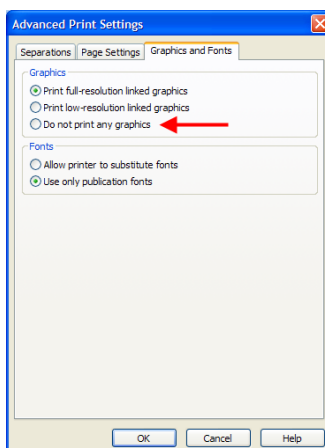 Advanced Print Settings
Separations Page Settings Graphics and Fonts
Graphics
Print full-resolution linked graphics
Print low-resolution linked graphics
Do not print any graphics
Fonts
Allow printer to substitute fonts
Use only publication fonts
OK Cancel Help